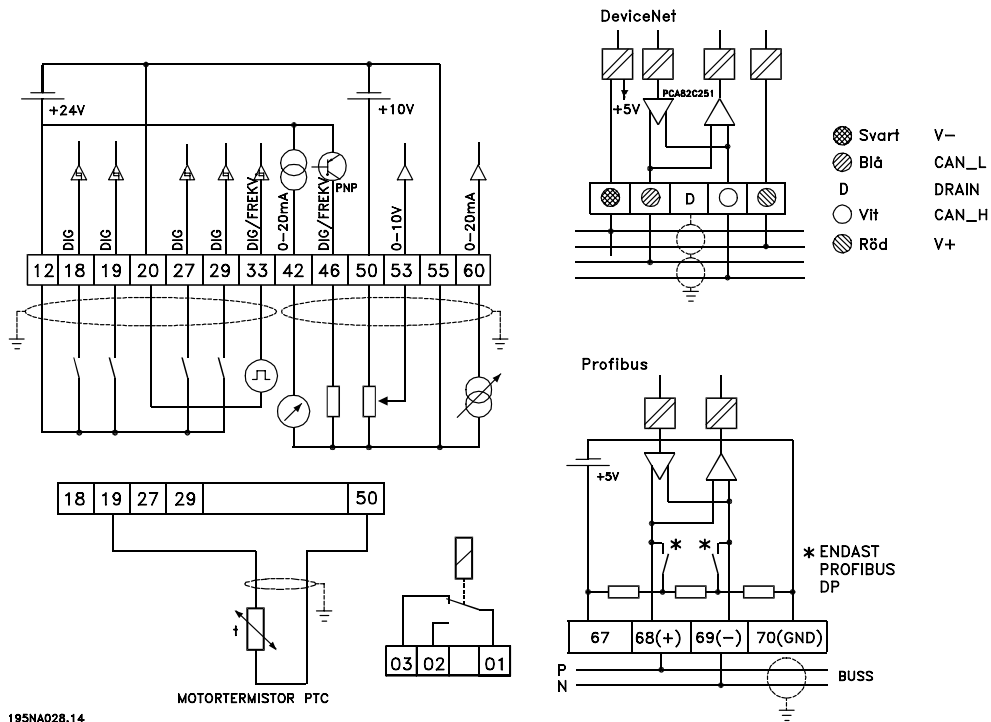 DeviceNet
+24V
+10V
+5V
PCA82C251
Svart V-
Blå CAN_L
D DRAIN
Vit CAN_H
Röd V+
D
DIG
DIG
DIG
DIG
DIG/FREKV
0-20mA
DIG/FREKV
PNP
0-10V
0-20mA
12 18 19 20 27 29 33 42 46 50 53 55 60
Profibus
+5V
* *
* ENDAST
PROFIBUS
DP
67 68(+) 69(-) 70(GND)
P
N
BUSS
18 19 27 29 50
t
MOTORTERMISTOR PTC
03 02 01
195NA028.14